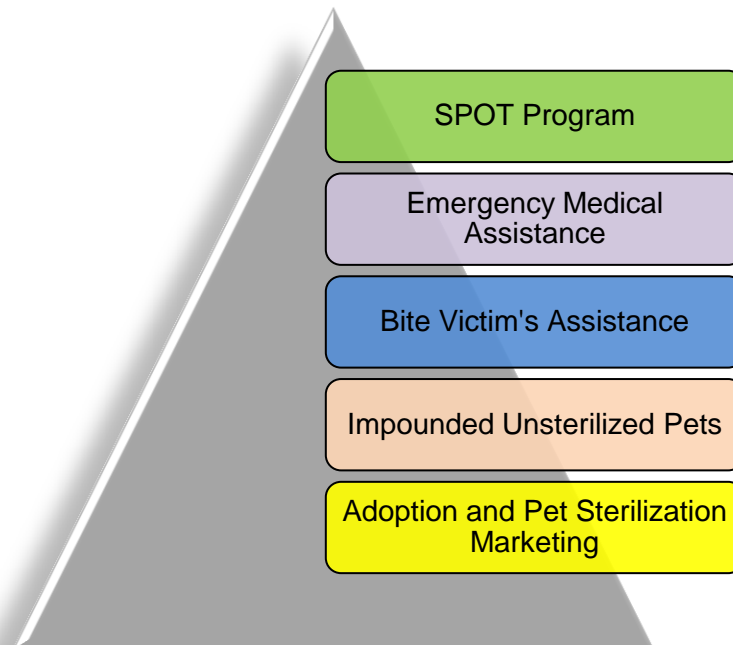 SPOT Program
Emergency Medical
Assistance
Bite Victim's Assistance
Impounded Unsterilized Pets
Adoption and Pet Sterilization
Marketing